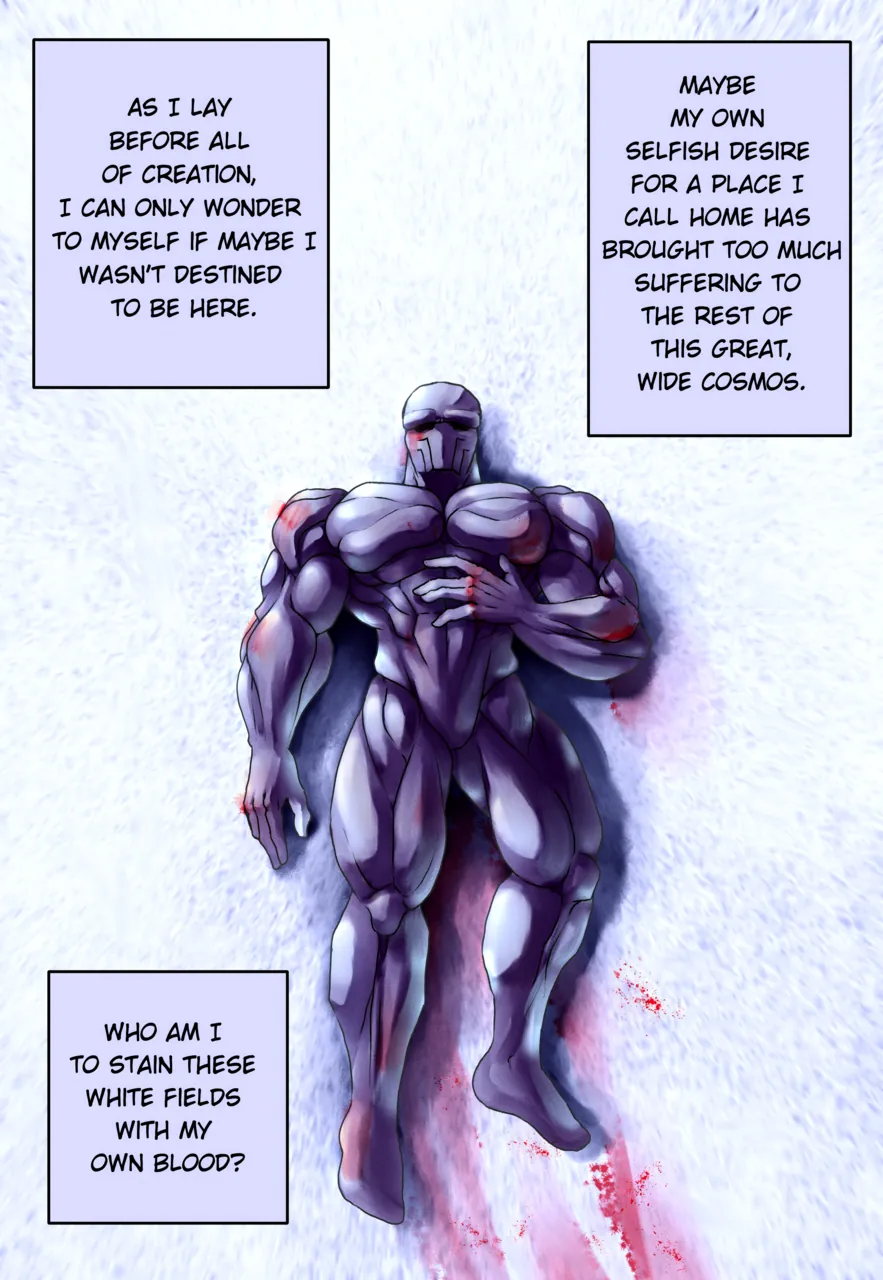 AS I LAY
BEFORE ALL
OF CREATION,
I CAN ONLY WONDER
TO MYSELF IF MAYBE I
WASN'T DESTINED
TO BE HERE.
MAYBE
MY OWN
SELFISH DESIRE
FOR A PLACE I
CALL HOME HAS
BROUGHT TOO MUCH
SUFFERING TO
THE REST OF
THIS GREAT,
WIDE COSMOS.
WHO AM I
TO STAIN THESE
WHITE FIELDS
WITH MY
OWN BLOOD?